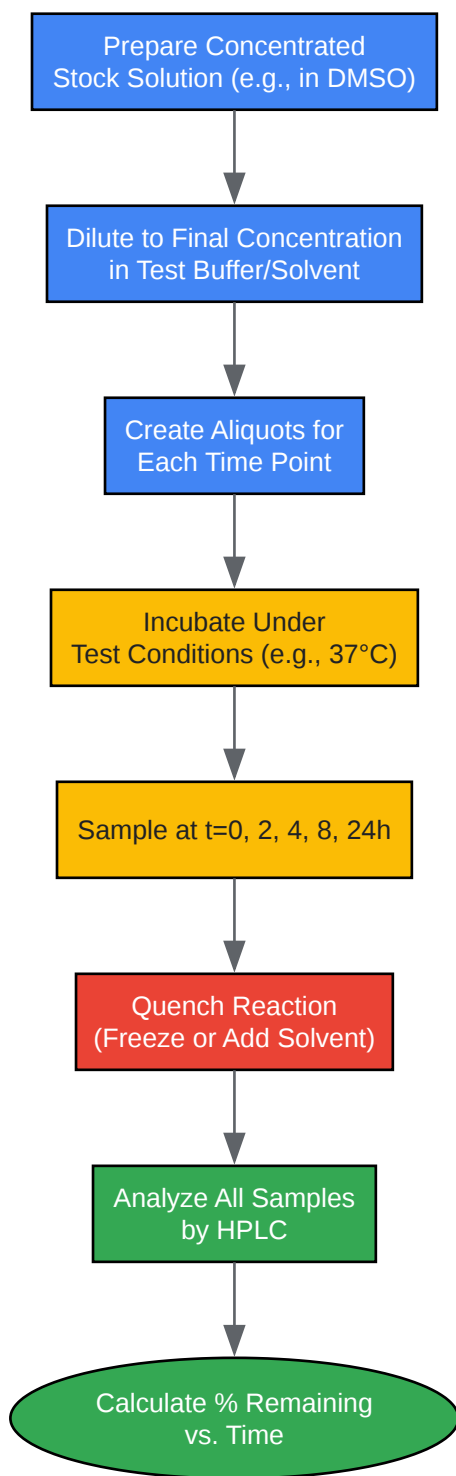 Prepare Concentrated
Stock Solution (e.g., in DMSO)
Dilute to Final Concentration
in Test Buffer/Solvent
Create Aliquots for
Each Time Point
Incubate Under
Test Conditions (e.g., 37°C)
Sample at t=0, 2, 4, 8, 24h
Quench Reaction
(Freeze or Add Solvent)
Analyze All Samples
by HPLC
Calculate % Remaining
vs. Time